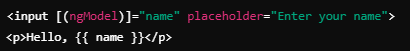 <input [(ngModel)]="name" placeholder="Enter your name">
<p>Hello, {{ name }}</p>